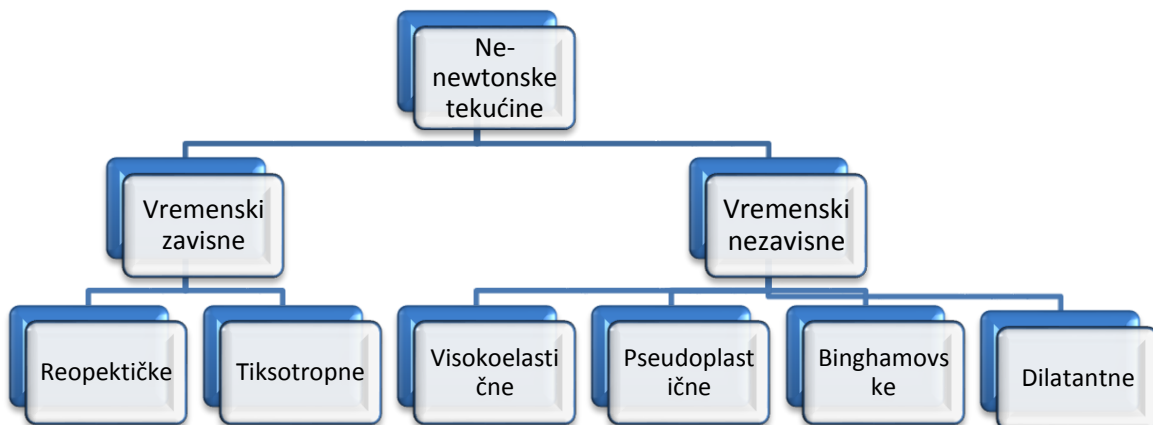 Ne-
newtonske
tekućine
Vremenski
zavisne
Vremenski
nezavisne
Reopektičke
Tiksotropne
Visokoelasti
čne
Pseudoplast
ične
Binghamovs
ke
Dilatantne